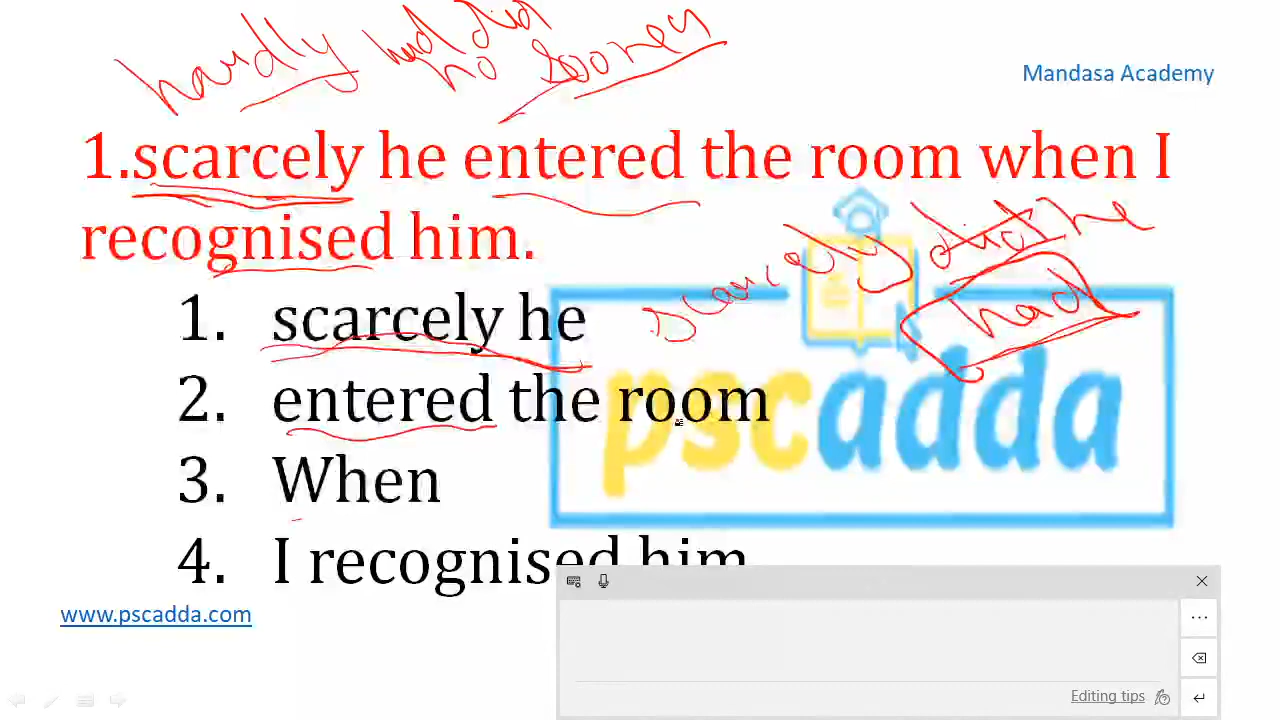 hardly had did
no sooner
Mandasa Academy
1.scarcely he entered the room when I
recognised him.
scarcely did he
had
1. scarcely he
2. entered the room
3. When
4. I recognised him
pscadda
www.pscadda.com
Editing tips